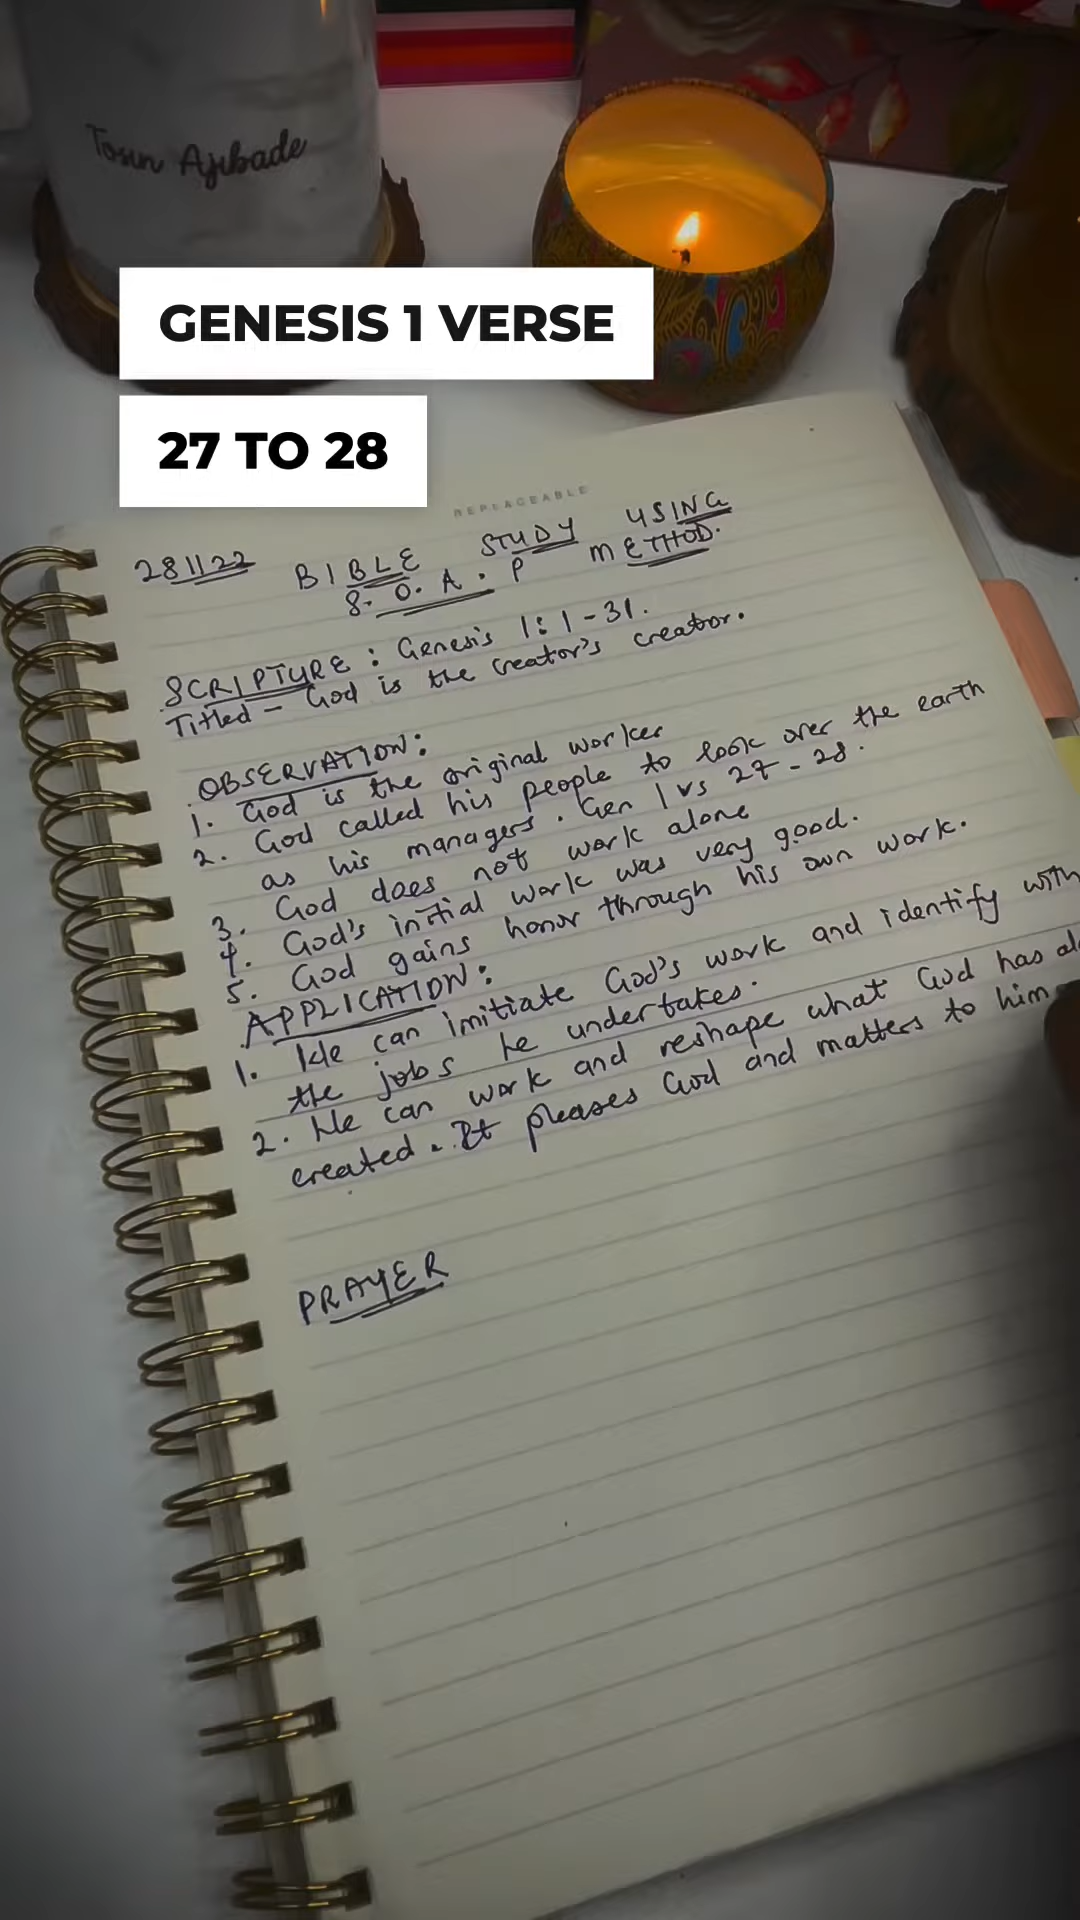 Tosin Ajibade
GENESIS 1 VERSE
27 TO 28
REPLACEABLE
281122 BIBLE STUDY USING
S. O. A. P METHOD.
SCRIPTURE : Genesis 1:1-31.
Titled - God is the creator's creator.
OBSERVATION:
1. God is the original worker
2. God called his people to look over the earth
as his managers. Gen 1 vs 27 - 28.
3. God does not work alone
4. God's initial work was very good.
5. God gains honor through his own work.
APPLICATION:
1. We can imitiate God's work and identify with
the jobs he undertakes.
2. We can work and reshape what God has al
created. It pleases God and matters to him
PRAYER